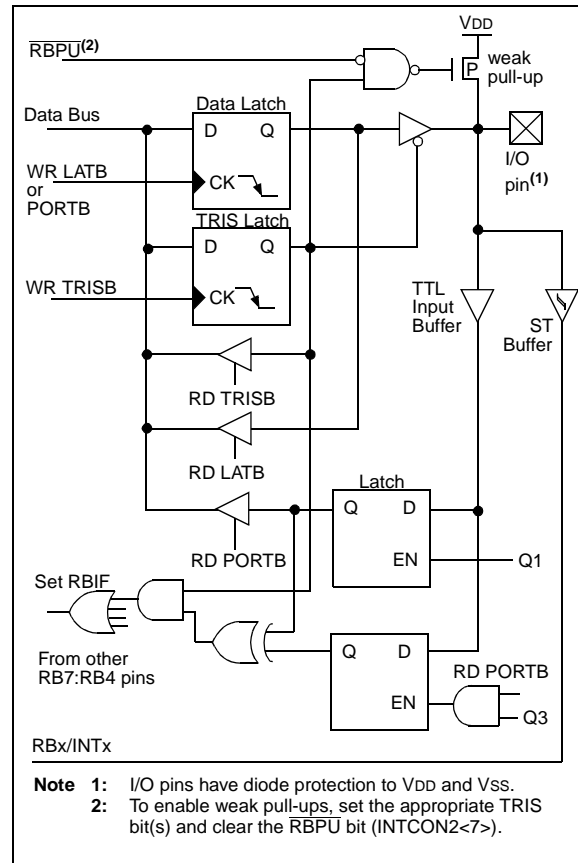 VDD
RBPU(2)
P
weak
pull-up
Data Latch
Data Bus
D Q
I/O
pin(1)
WR LATB
or
PORTB
CK
TRIS Latch
D Q
WR TRISB
CK
TTL
Input
Buffer
ST
Buffer
RD TRISB
RD LATB
Latch
Q D
RD PORTB
EN
Q1
Set RBIF
Q D
From other
RB7:RB4 pins
RD PORTB
EN
Q3
RBx/INTx
Note 1: I/O pins have diode protection to VDD and VSS.
2: To enable weak pull-ups, set the appropriate TRIS
bit(s) and clear the RBPU bit (INTCON2<7>).